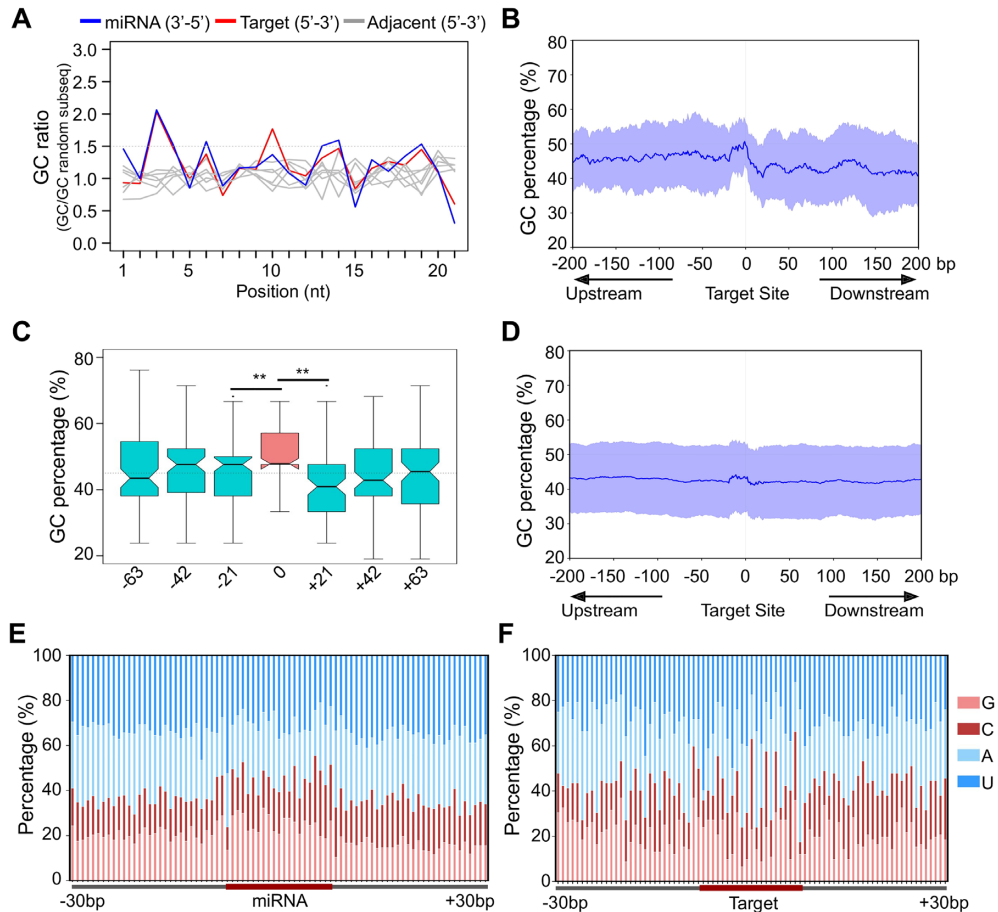 A
miRNA (3’-5’) Target (5’-3’) Adjacent (5’-3’)
GC ratio
(GC/GC random subseq)
3.0
2.5
2.0
1.5
1.0
0.5
0.0
1 5 10 15 20
Position (nt)
B
GC percentage (%)
80
70
60
50
40
30
20
-200 -150 -100 -50 0 50 100 150 200 bp
Upstream Target Site Downstream
C
GC percentage (%)
80
60
40
20
** **
-63 -42 -21 0 +21 +42 +63
D
GC percentage (%)
80
70
60
50
40
30
20
-200 -150 -100 -50 0 50 100 150 200 bp
Upstream Target Site Downstream
E
Percentage (%)
100
80
60
40
20
0
-30bp miRNA +30bp
F
Percentage (%)
100
80
60
40
20
0
-30bp Target +30bp
G
C
A
U